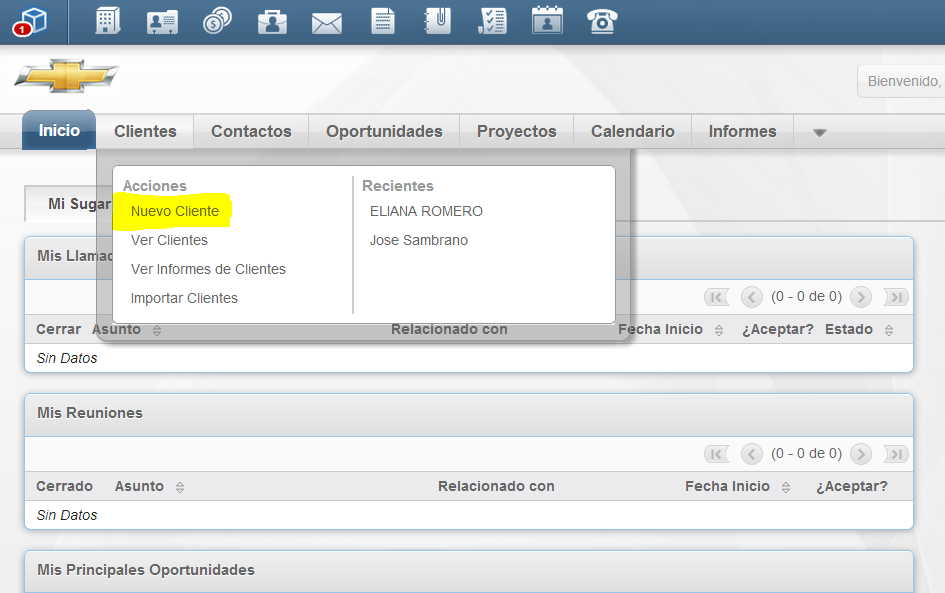 1
Bienvenido,
Inicio Clientes Contactos Oportunidades Proyectos Calendario Informes
Acciones
Nuevo Cliente
Ver Clientes
Ver Informes de Clientes
Importar Clientes
Recientes
ELIANA ROMERO
Jose Sambrano
Mi Sugar
Mis Llamad
(0 - 0 de 0)
Cerrar Asunto Relacionado con Fecha Inicio ¿Aceptar? Estado
Sin Datos
Mis Reuniones
(0 - 0 de 0)
Cerrado Asunto Relacionado con Fecha Inicio ¿Aceptar?
Sin Datos
Mis Principales Oportunidades